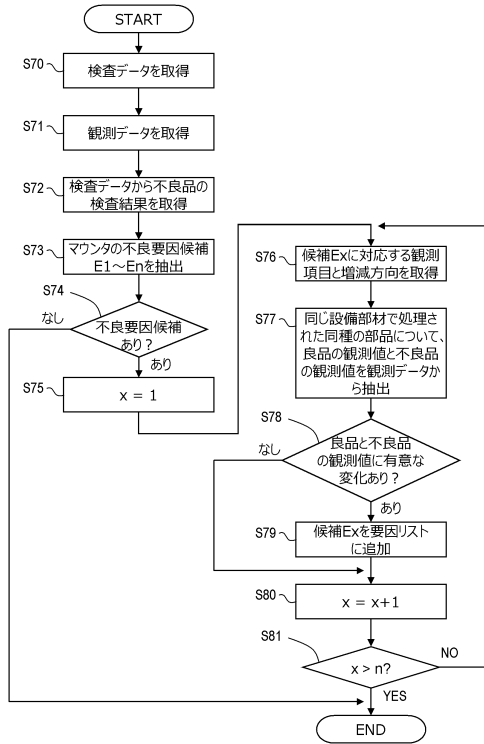 START
S70
検査データを取得
S71
観測データを取得
S72
検査データから不良品の
検査結果を取得
S73
マウンタの不良要因候補
E1～Enを抽出
S74
なし
不良要因候補
あり？
あり
S75
x = 1
S76
候補Exに対応する観測
項目と増減方向を取得
S77
同じ設備部材で処理され
た同種の部品について、
良品の観測値と不良品
の観測値を観測データか
ら抽出
S78
なし
良品と不良品
の観測値に有意な
変化あり？
あり
S79
候補Exを要因リスト
に追加
S80
x = x+1
S81
x > n?
NO
YES
END